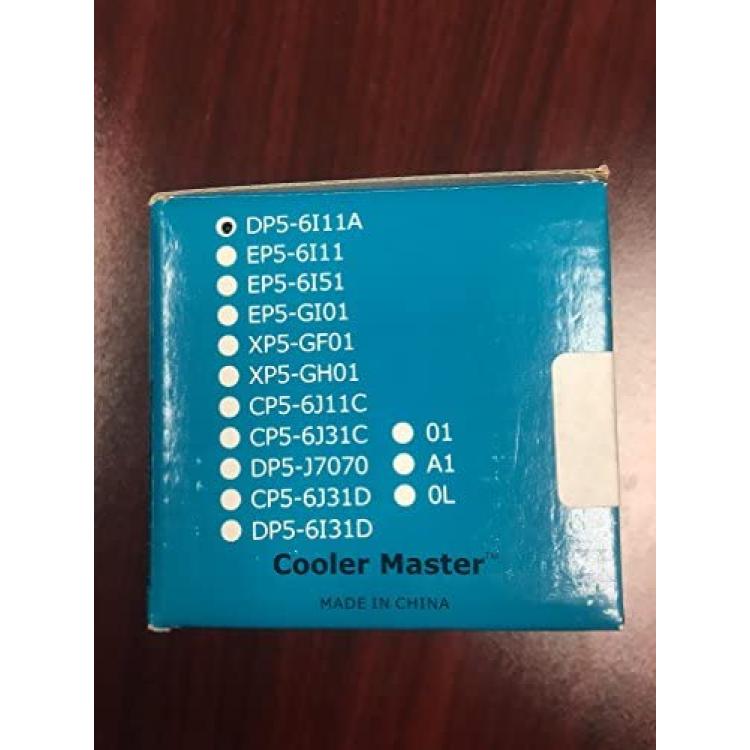 DP5-6I11A
EP5-6I11
EP5-6I51
EP5-GI01
XP5-GF01
XP5-GH01
CP5-6J11C
CP5-6J31C 01
DP5-J7070 A1
CP5-6J31D 0L
DP5-6I31D
Cooler Master™
MADE IN CHINA